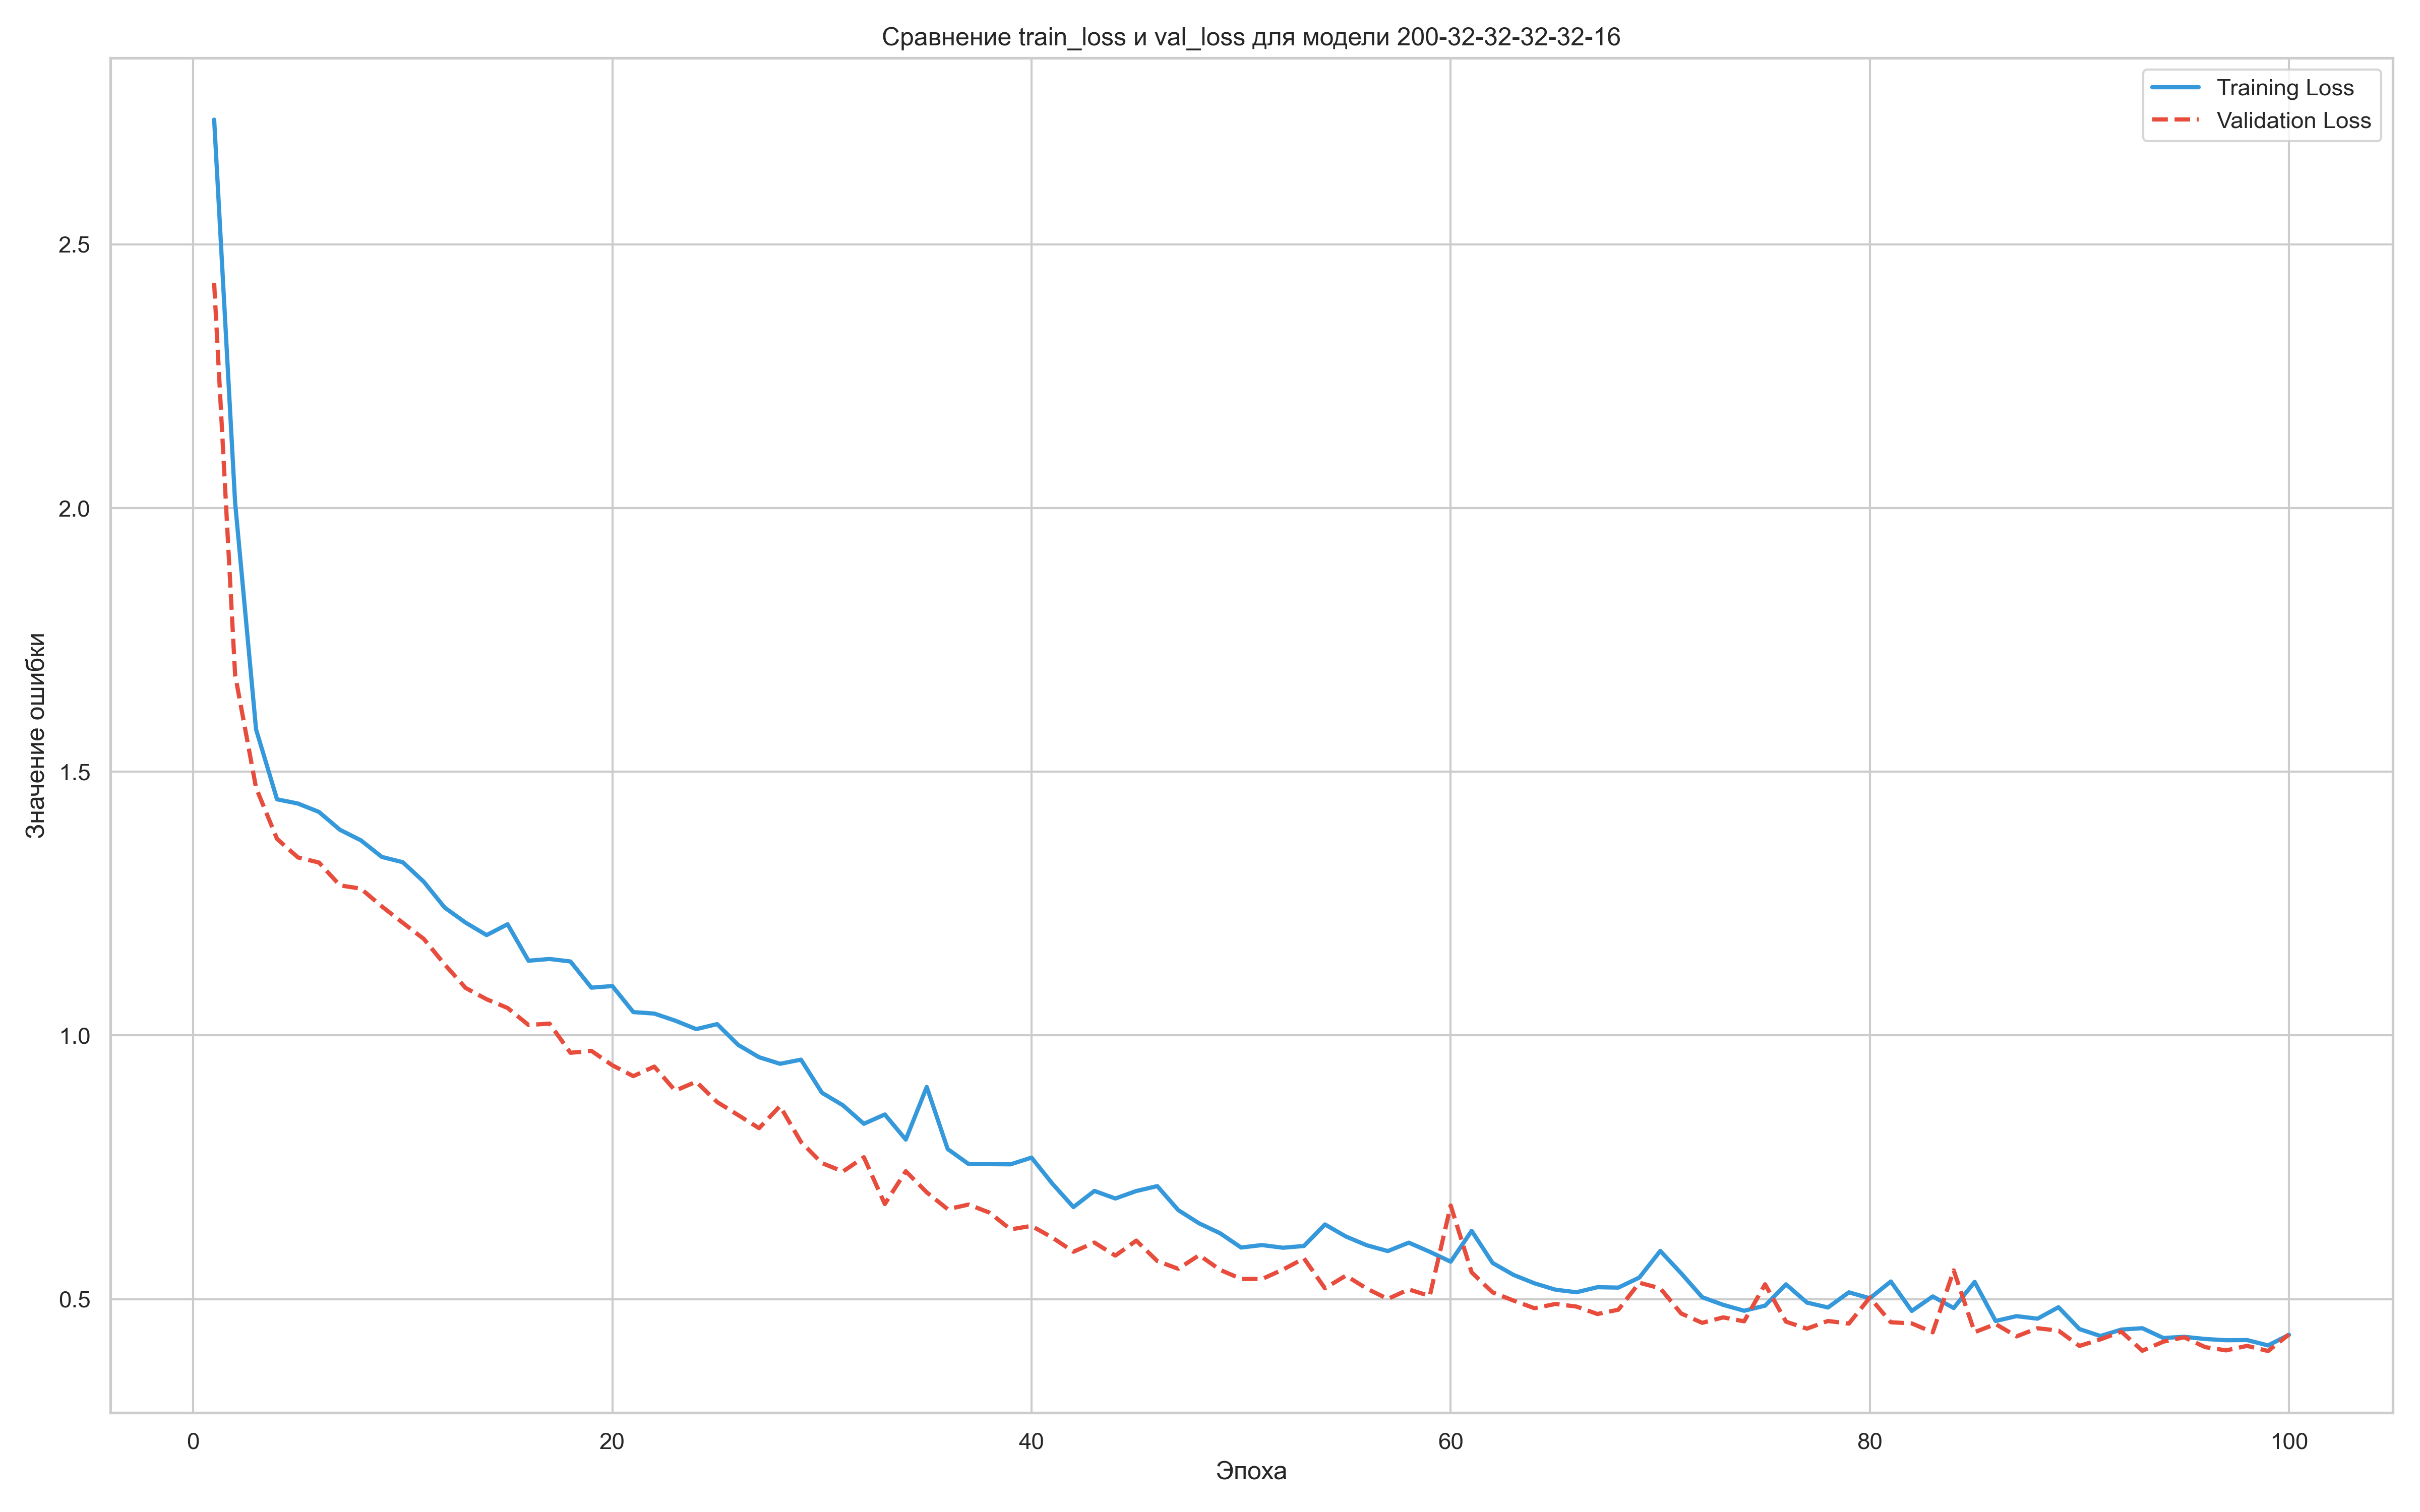 Сравнение train_loss и val_loss для модели 200-32-32-32-32-16
Training Loss
Validation Loss
2.5
2.0
1.5
1.0
0.5
Значение ошибки
0
20
40
60
80
100
Эпоха